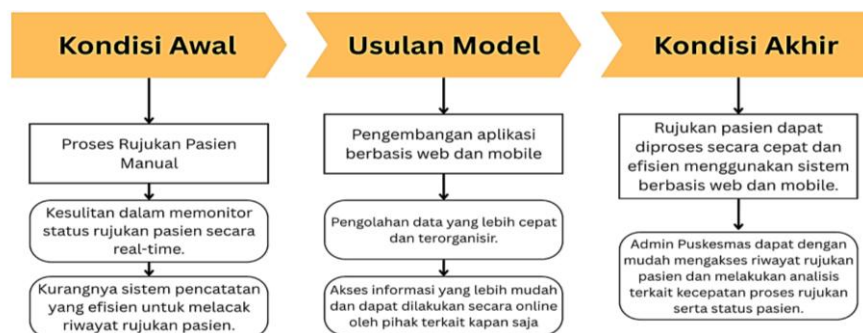 Kondisi Awal
Usulan Model
Kondisi Akhir
Proses Rujukan Pasien
Manual
Kesulitan dalam memonitor
status rujukan pasien secara
real-time.
Kurangnya sistem pencatatan
yang efisien untuk melacak
riwayat rujukan pasien.
Pengembangan aplikasi
berbasis web dan mobile
Pengolahan data yang lebih cepat
dan terorganisir.
Akses informasi yang lebih mudah
dan dapat dilakukan secara online
oleh pihak terkait kapan saja
Rujukan pasien dapat
diproses secara cepat dan
efisien menggunakan sistem
berbasis web dan mobile.
Admin Puskesmas dapat dengan
mudah mengakses riwayat rujukan
pasien dan melakukan analisis
terkait kecepatan proses rujukan
serta status pasien.